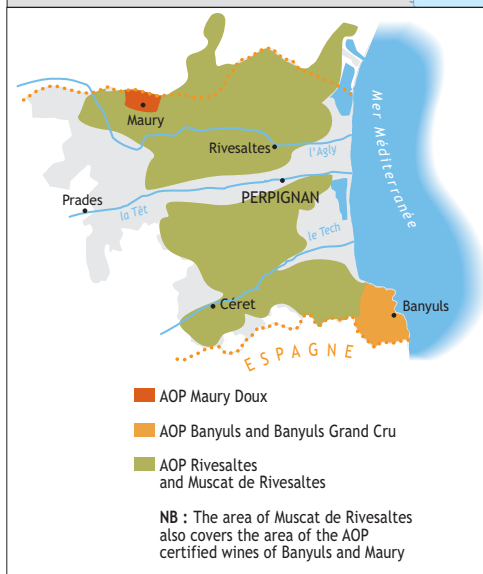 Maury
Rivesaltes
l'Agly
Mer Méditerranée
Prades
la Têt
PERPIGNAN
le Tech
Céret
Banyuls
ESPAGNE
AOP Maury Doux
AOP Banyuls and Banyuls Grand Cru
AOP Rivesaltes
and Muscat de Rivesaltes
NB : The area of Muscat de Rivesaltes
also covers the area of the AOP
certified wines of Banyuls and Maury